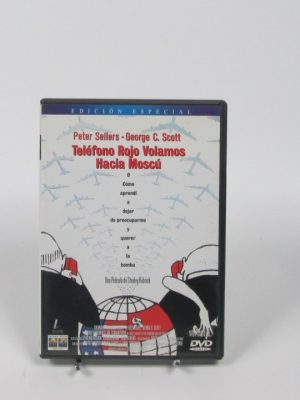 EDICIÓN ESPECIAL
Peter Sellers - George C. Scott
Teléfono Rojo Volamos
Hacia Moscú
O
Cómo
aprendí
a
dejar
de preocuparme
y
querer
a
la
bomba
Una Película de Stanley Kubrick
DVD